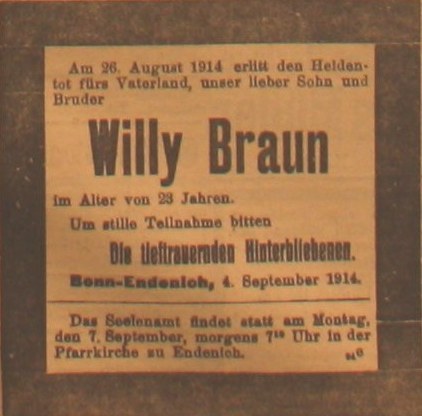 Am 26. August 1914 erlitt den Helden-
tot fürs Vaterland, unser lieber Sohn und
Bruder
Willy Braun
im Alter von 23 Jahren.
Um stille Teilnahme bitten
Die tieftrauernden Hinterbliebenen.
Bonn-Endenich, 4. September 1914.
Das Seelenamt findet statt am Montag,
den 7. September, morgens 7 Uhr in der
Pfarrkirche zu Endenich.